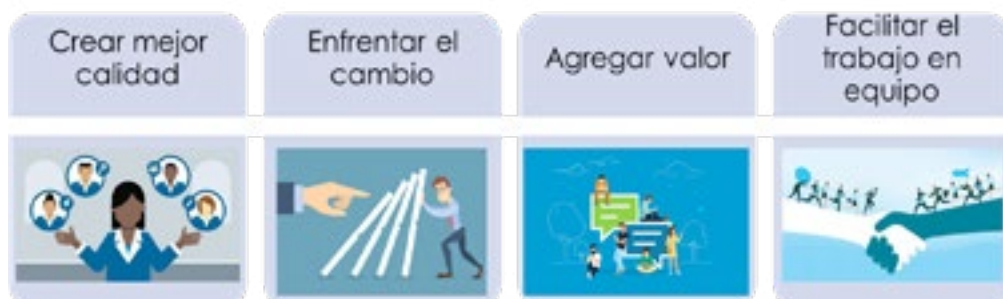 Crear mejor
calidad
Enfrentar el
cambio
Agregar valor
Facilitar el
trabajo en
equipo